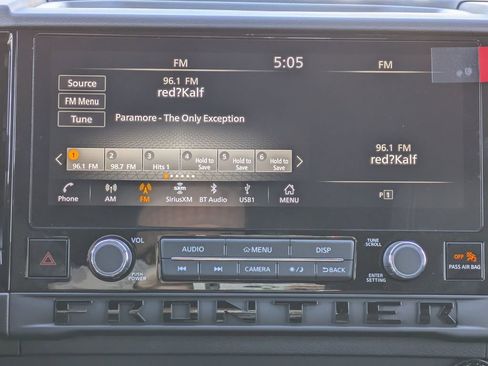 FM 5:05 FM
Source
96.1 FM
red?Kalf
FM Menu
Tune
Paramore - The Only Exception
1 2 3 4 5 6
96.1 FM 98.7 FM Hits 1 Hold to Save Hold to Save Hold to Save
96.1 FM
red?Kalf
Phone AM FM SiriusXM BT Audio USB1 MENU
P 1
VOL
PUSH POWER
AUDIO MENU DISP
CAMERA BACK
TUNE SCROLL
ENTER SETTING
OFF
PASS AIR BAG
FRONTIER